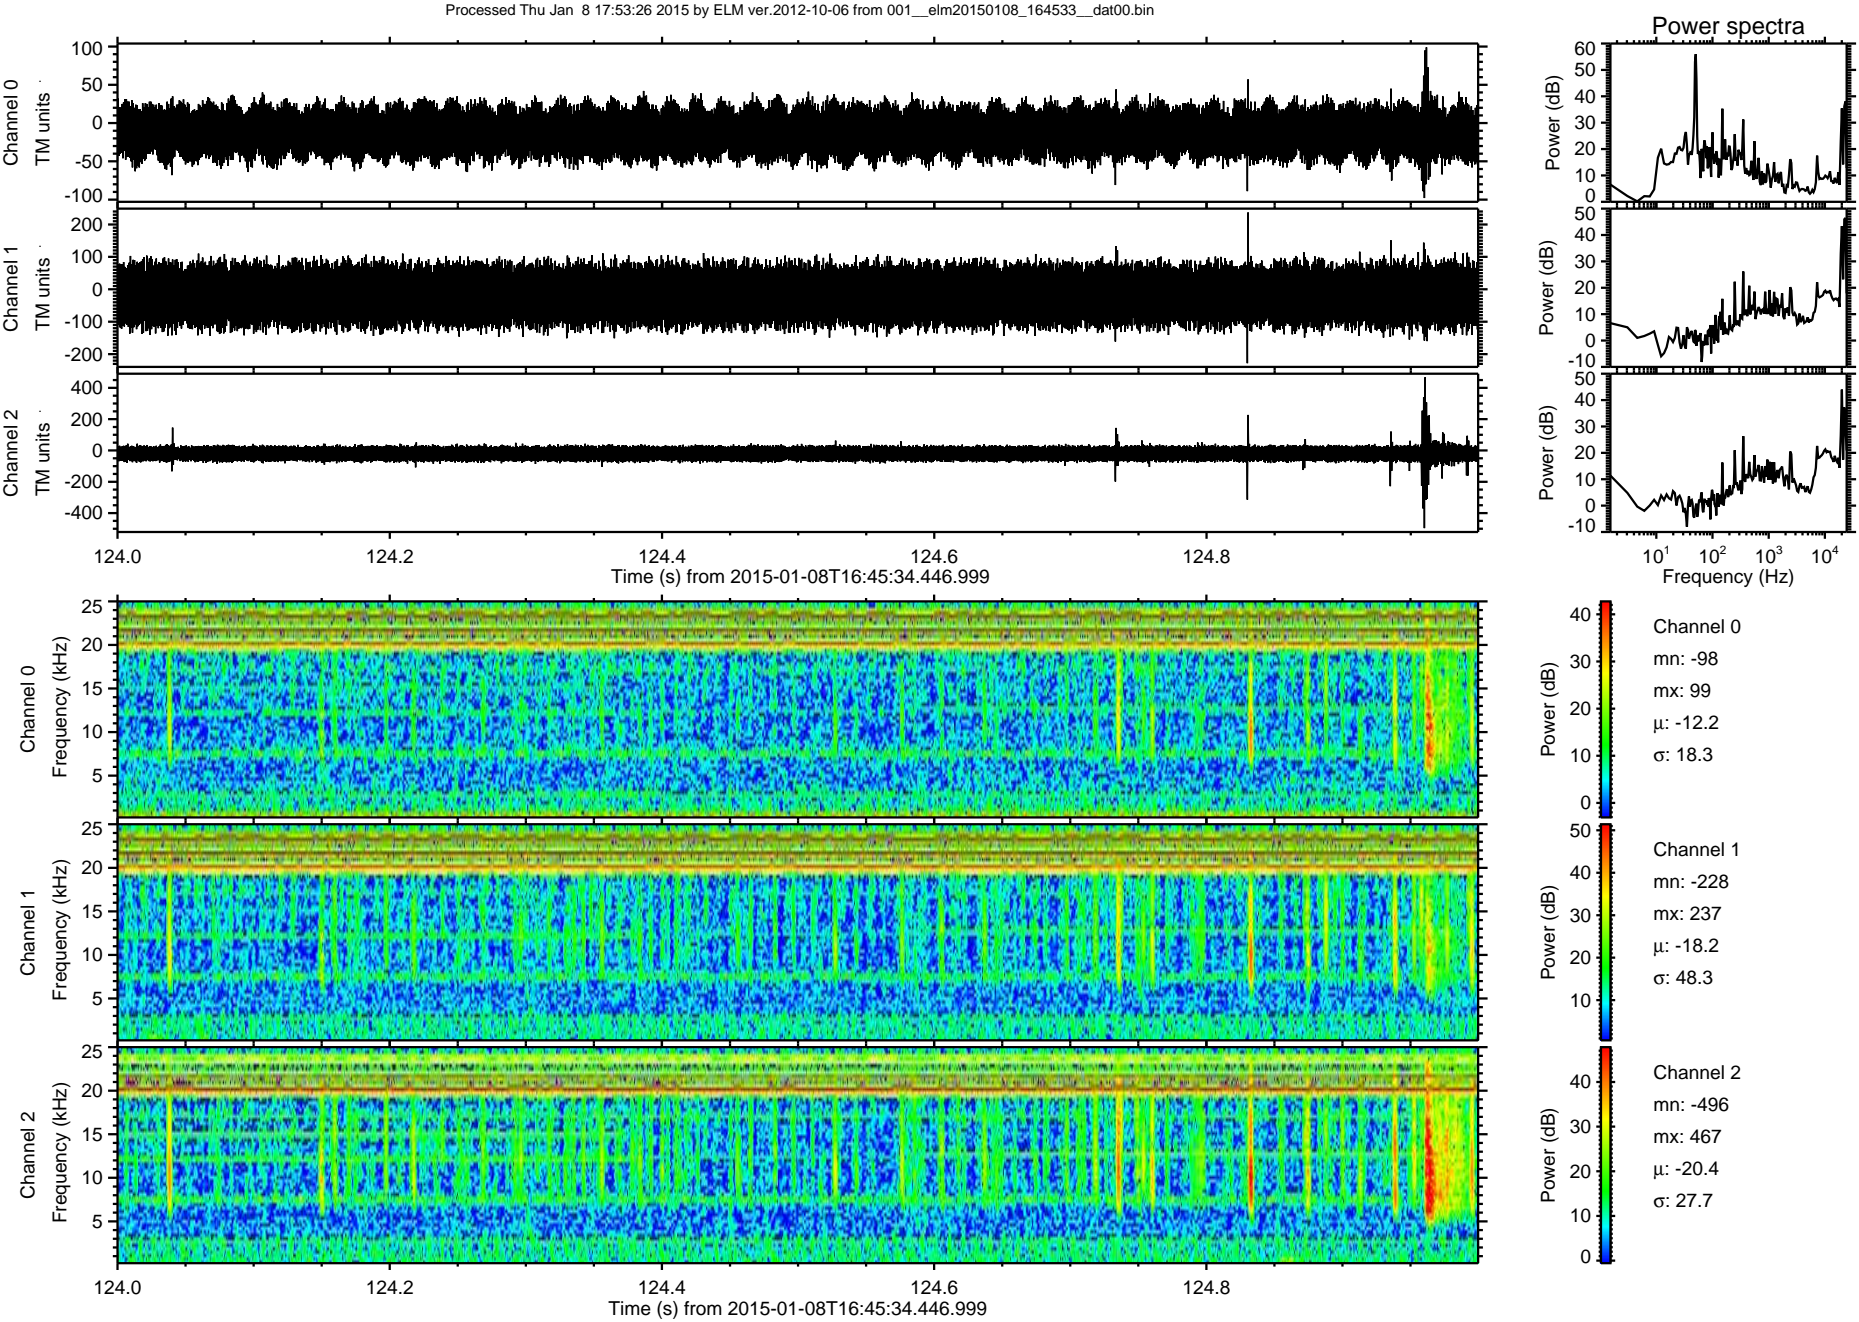 Processed Thu Jan  8 17:53:26 2015 by ELM ver.2012-10-06 from 001__elm20150108_164533__dat00.bin
Power spectra
Channel 0
TM units
100
50
0
-50
-100
Power (dB)
60
50
40
30
20
10
0
Channel 1
TM units
200
100
0
-100
-200
Power (dB)
50
40
30
20
10
0
-10
Channel 2
TM units
400
200
0
-200
-400
Power (dB)
50
40
30
20
10
0
-10
124.0 124.2 124.4 124.6 124.8
Time (s) from 2015-01-08T16:45:34.446.999
10¹ 10² 10³ 10⁴
Frequency (Hz)
Channel 0
Frequency (kHz)
25
20
15
10
5
Power (dB)
40
30
20
10
0
Channel 0
mn: -98
mx: 99
μ: -12.2
σ: 18.3
Channel 1
Frequency (kHz)
25
20
15
10
5
Power (dB)
50
40
30
20
10
Channel 1
mn: -228
mx: 237
μ: -18.2
σ: 48.3
Channel 2
Frequency (kHz)
25
20
15
10
5
Power (dB)
40
30
20
10
0
Channel 2
mn: -496
mx: 467
μ: -20.4
σ: 27.7
124.0 124.2 124.4 124.6 124.8
Time (s) from 2015-01-08T16:45:34.446.999